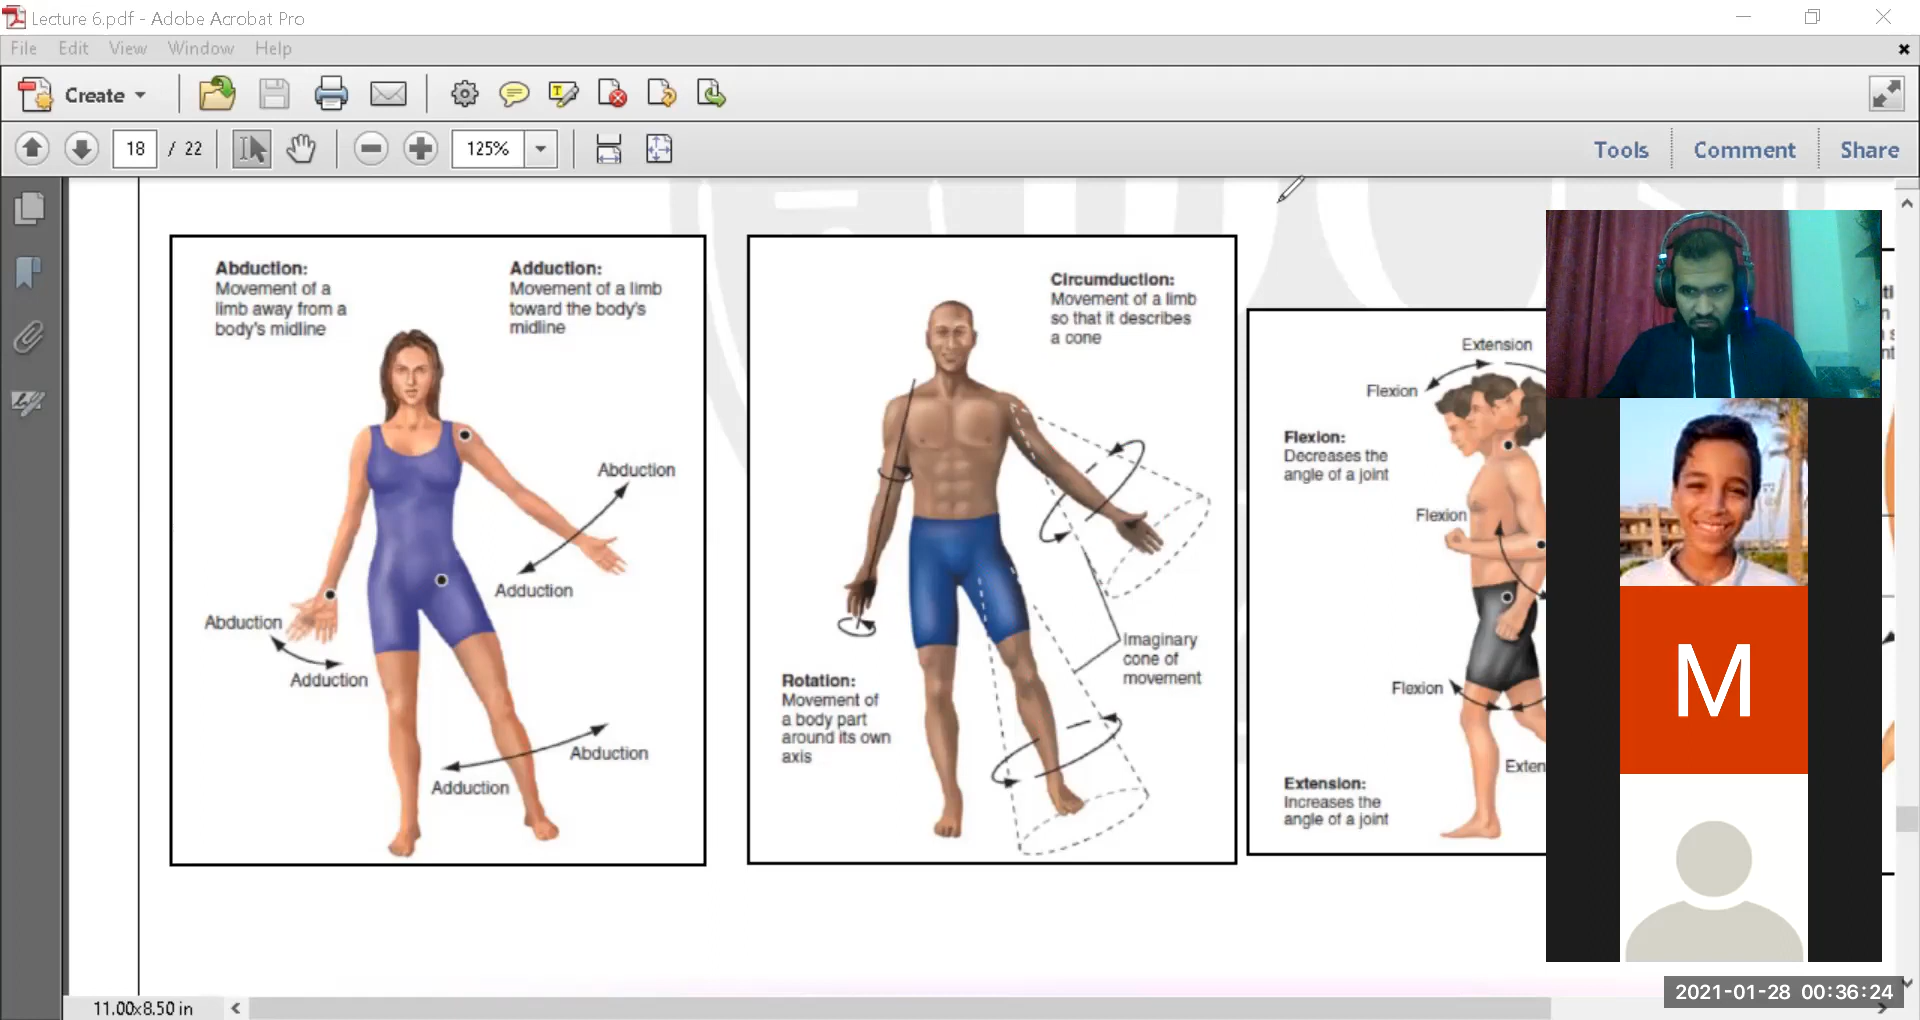 Lecture 6.pdf - Adobe Acrobat Pro
File Edit View Window Help
Create
18 / 22
125%
Tools Comment Share
Abduction:
Movement of a
limb away from a
body's midline
Adduction:
Movement of a limb
toward the body's
midline
Abduction
Adduction
Abduction
Adduction
Abduction
Adduction
Circumduction:
Movement of a limb
so that it describes
a cone
Imaginary
cone of
movement
Rotation:
Movement of
a body part
around its own
axis
Extension
Flexion
Flexion:
Decreases the
angle of a joint
Flexion
Flexion
Exten
Extension:
Increases the
angle of a joint
M
11.00x8.50 in
2021-01-28 00:36:24